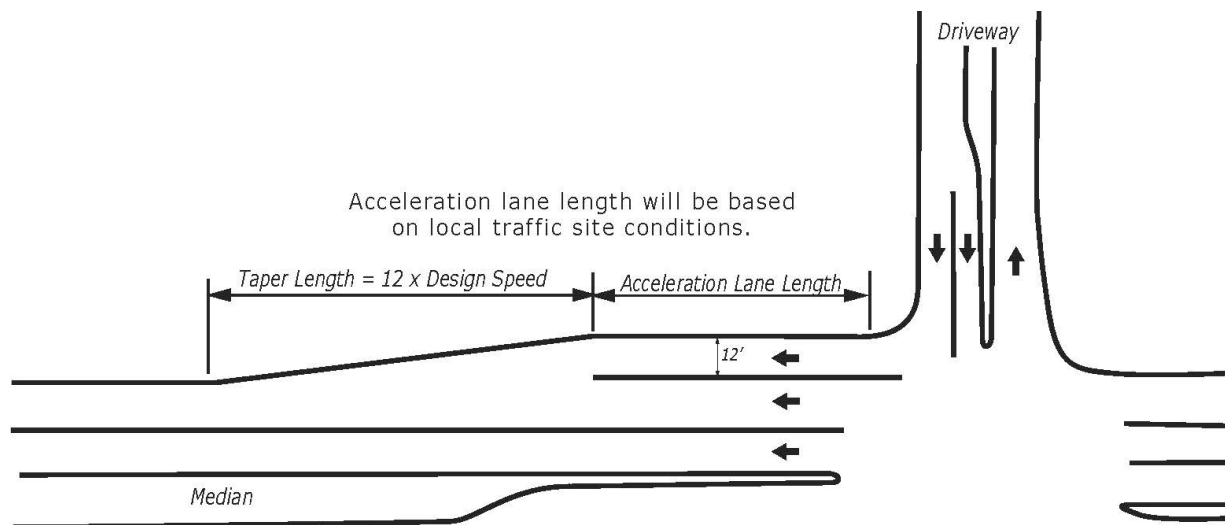 Driveway
Acceleration lane length will be based
on local traffic site conditions.
Taper Length = 12 x Design Speed
Acceleration Lane Length
12'
Median